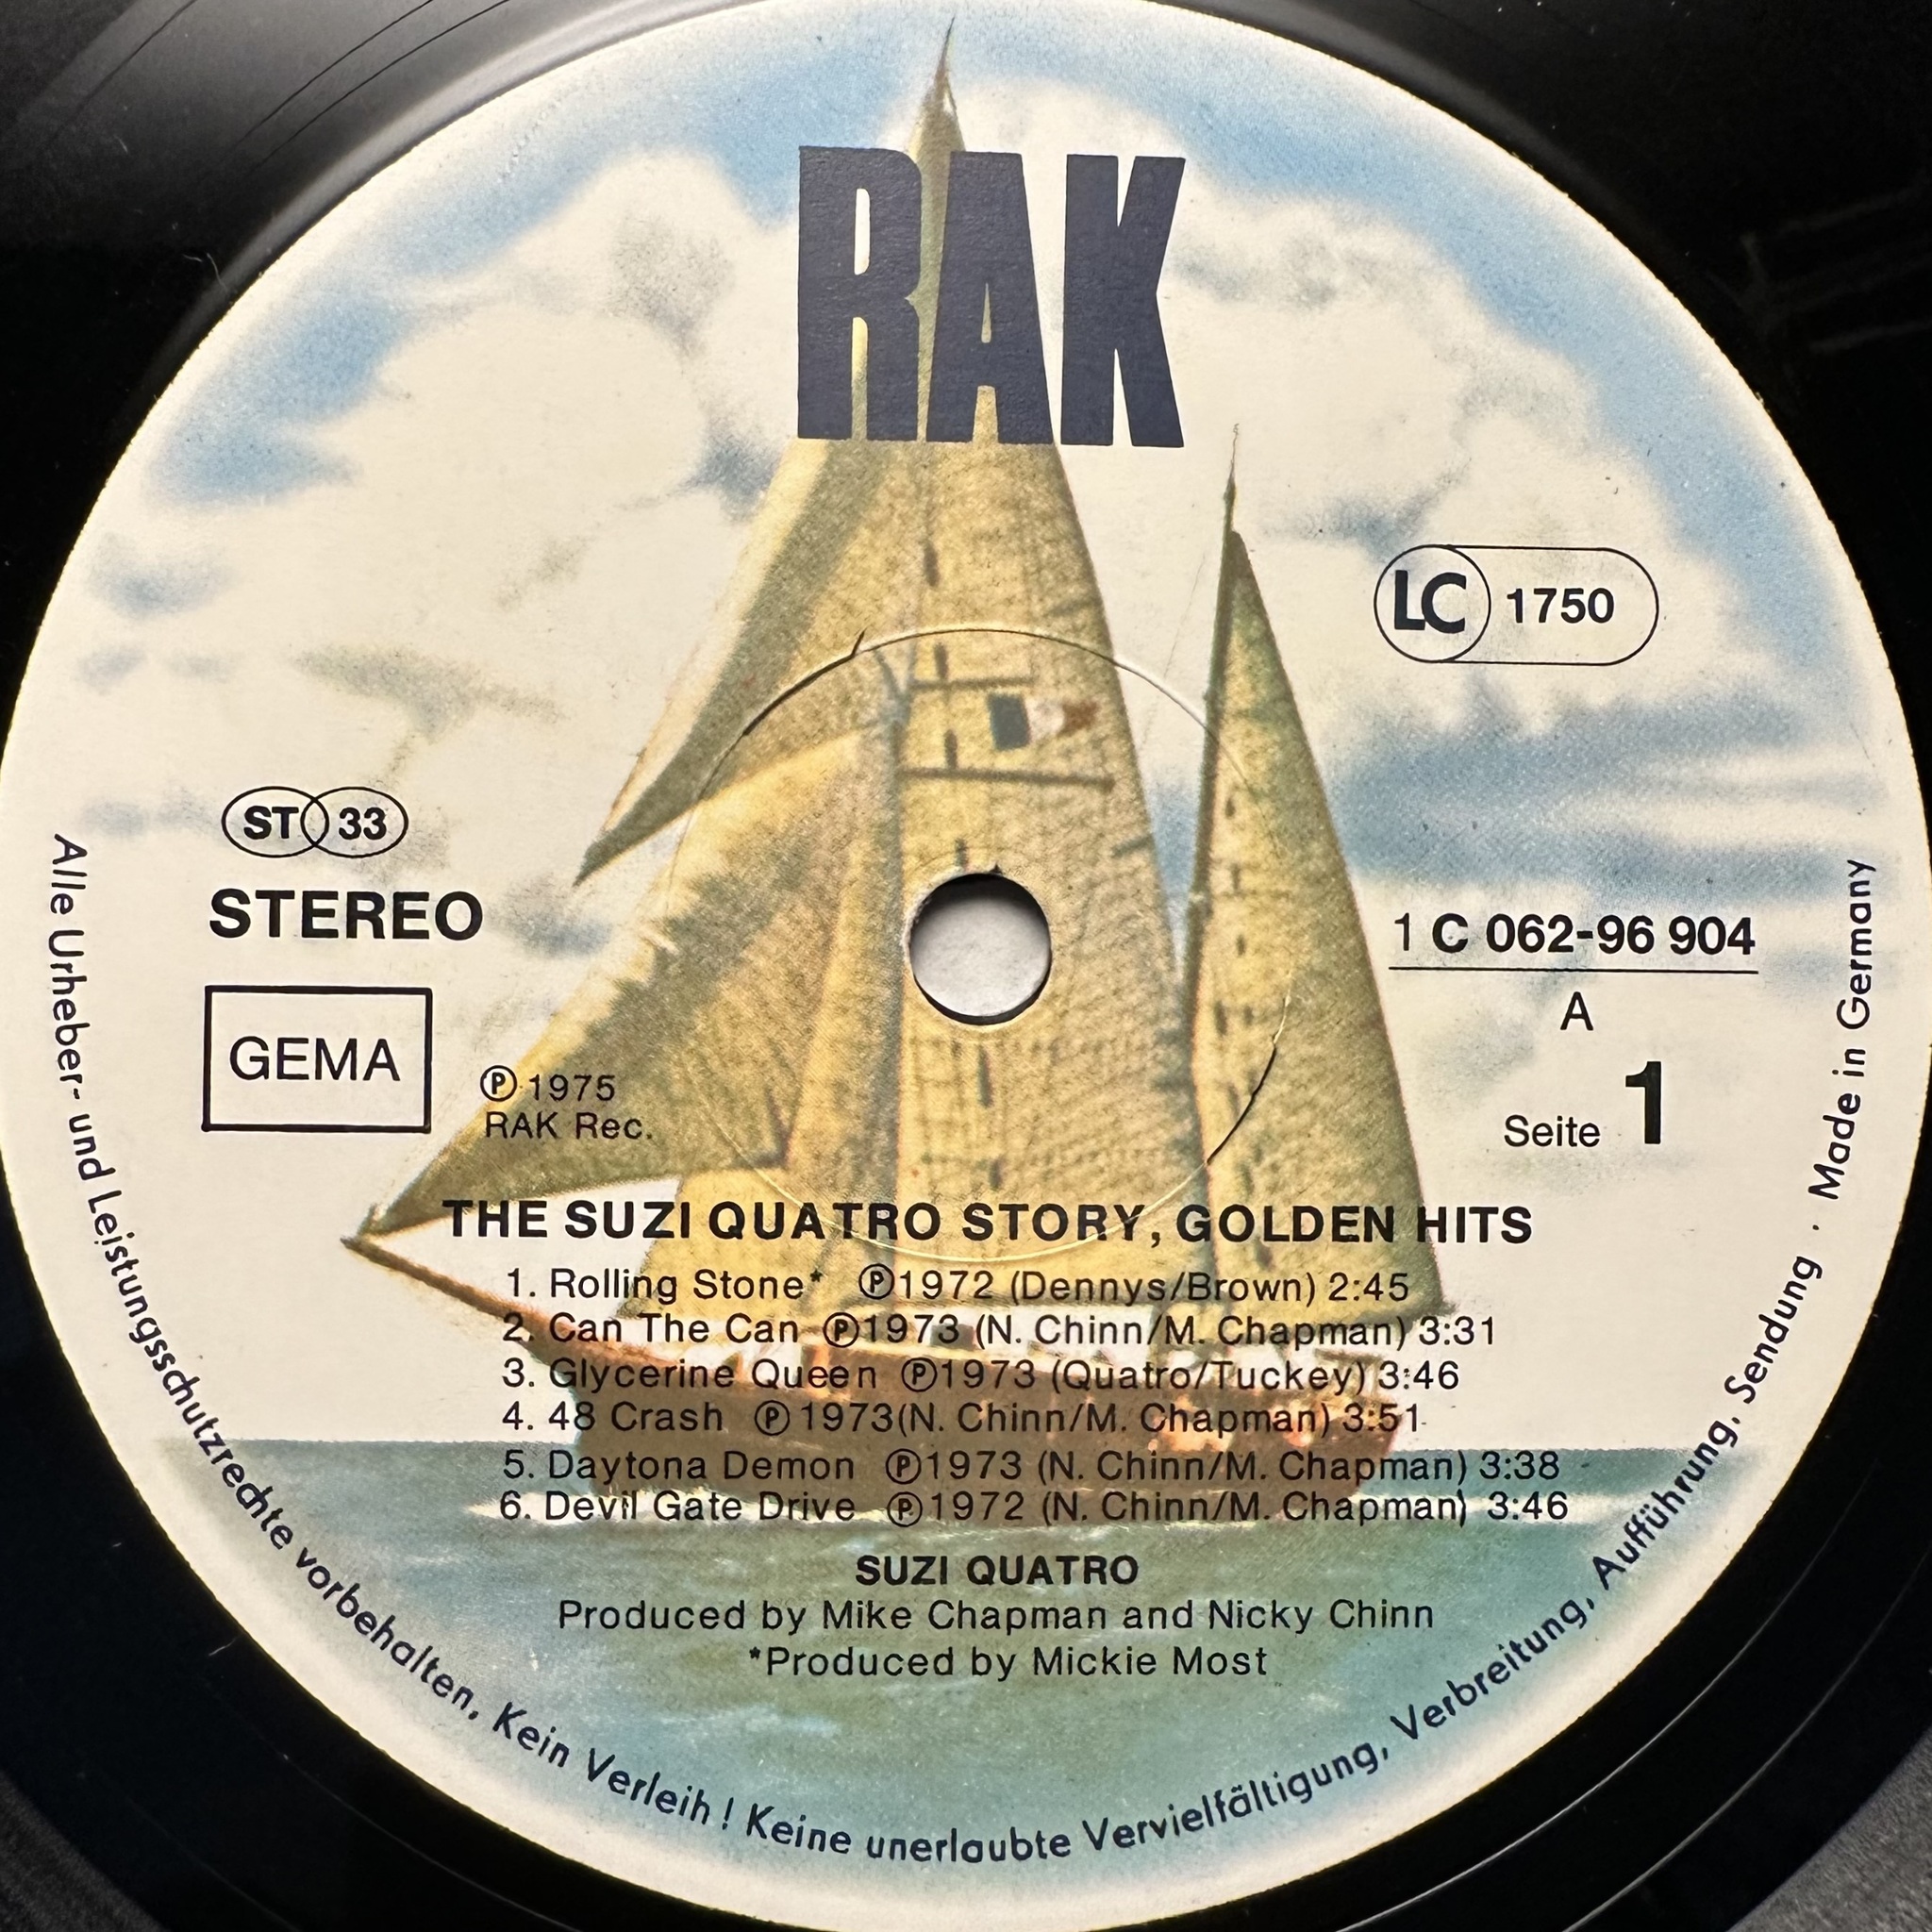 RAK
LC 1750
ST 33
STEREO
GEMA
℗ 1975
RAK Rec.
1 C 062-96 904
A
Seite 1
THE SUZI QUATRO STORY, GOLDEN HITS
1. Rolling Stone* ℗1972 (Dennys/Brown) 2:45
2. Can The Can ℗1973 (N. Chinn/M. Chapman) 3:31
3. Glycerine Queen ℗1973 (Quatro/Tuckey) 3:46
4. 48 Crash ℗1973(N. Chinn/M. Chapman) 3:51
5. Daytona Demon ℗1973 (N. Chinn/M. Chapman) 3:38
6. Devil Gate Drive ℗1972 (N. Chinn/M. Chapman) 3:46
SUZI QUATRO
Produced by Mike Chapman and Nicky Chinn
*Produced by Mickie Most
Alle Urheber- und Leistungsschutzrechte vorbehalten, Kein Verleih! Keine unerlaubte Vervielfältigung, Verbreitung, Aufführung, Sendung · Made in Germany